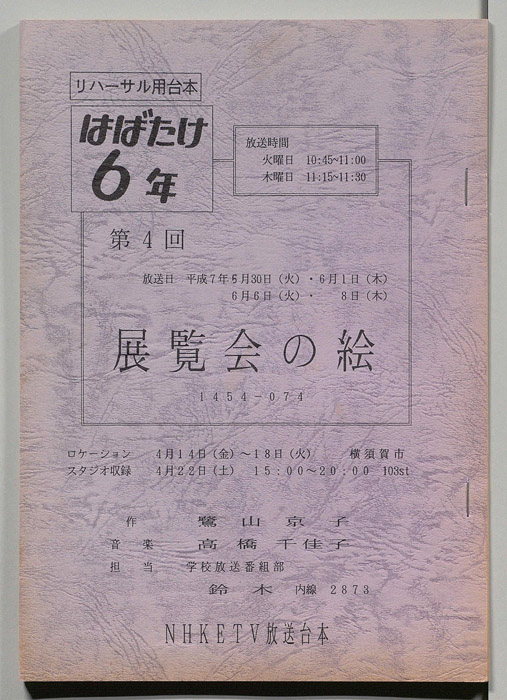 リハーサル用台本
はばたけ
6年
放送時間
火曜日 10:45~11:00
木曜日 11:15~11:30
第4回
放送日 平成7年5月30日（火）・6月1日（木）
6月6日（火）・ 8日（木）
展覧会の絵
1454-074
ロケーション 4月14日（金）～18日（火） 横須賀市
スタジオ収録 4月22日（土） 15:00～20:00 103st
作 鷺山京子
音楽 高橋千佳子
担当 学校放送番組部
鈴木 内線 2873
NHKETV放送台本